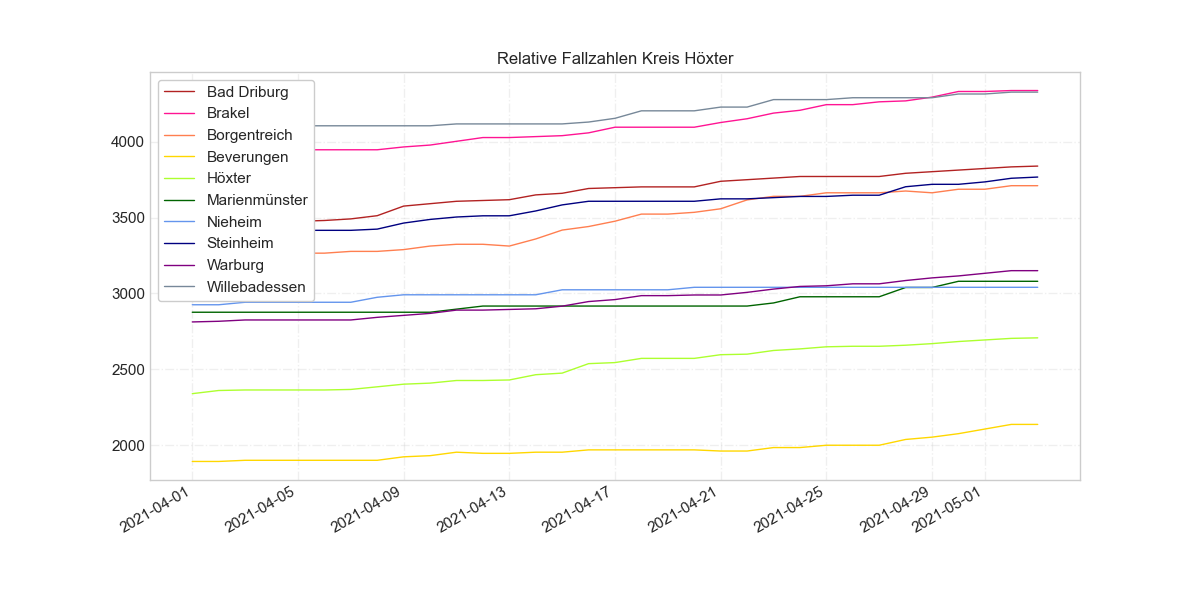 Relative Fallzahlen Kreis Höxter
Bad Driburg
Brakel
Borgentreich
Beverungen
Höxter
Marienmünster
Nieheim
Steinheim
Warburg
Willebadessen
4000
3500
3000
2500
2000
2021-04-01
2021-04-05
2021-04-09
2021-04-13
2021-04-17
2021-04-21
2021-04-25
2021-04-29
2021-05-01